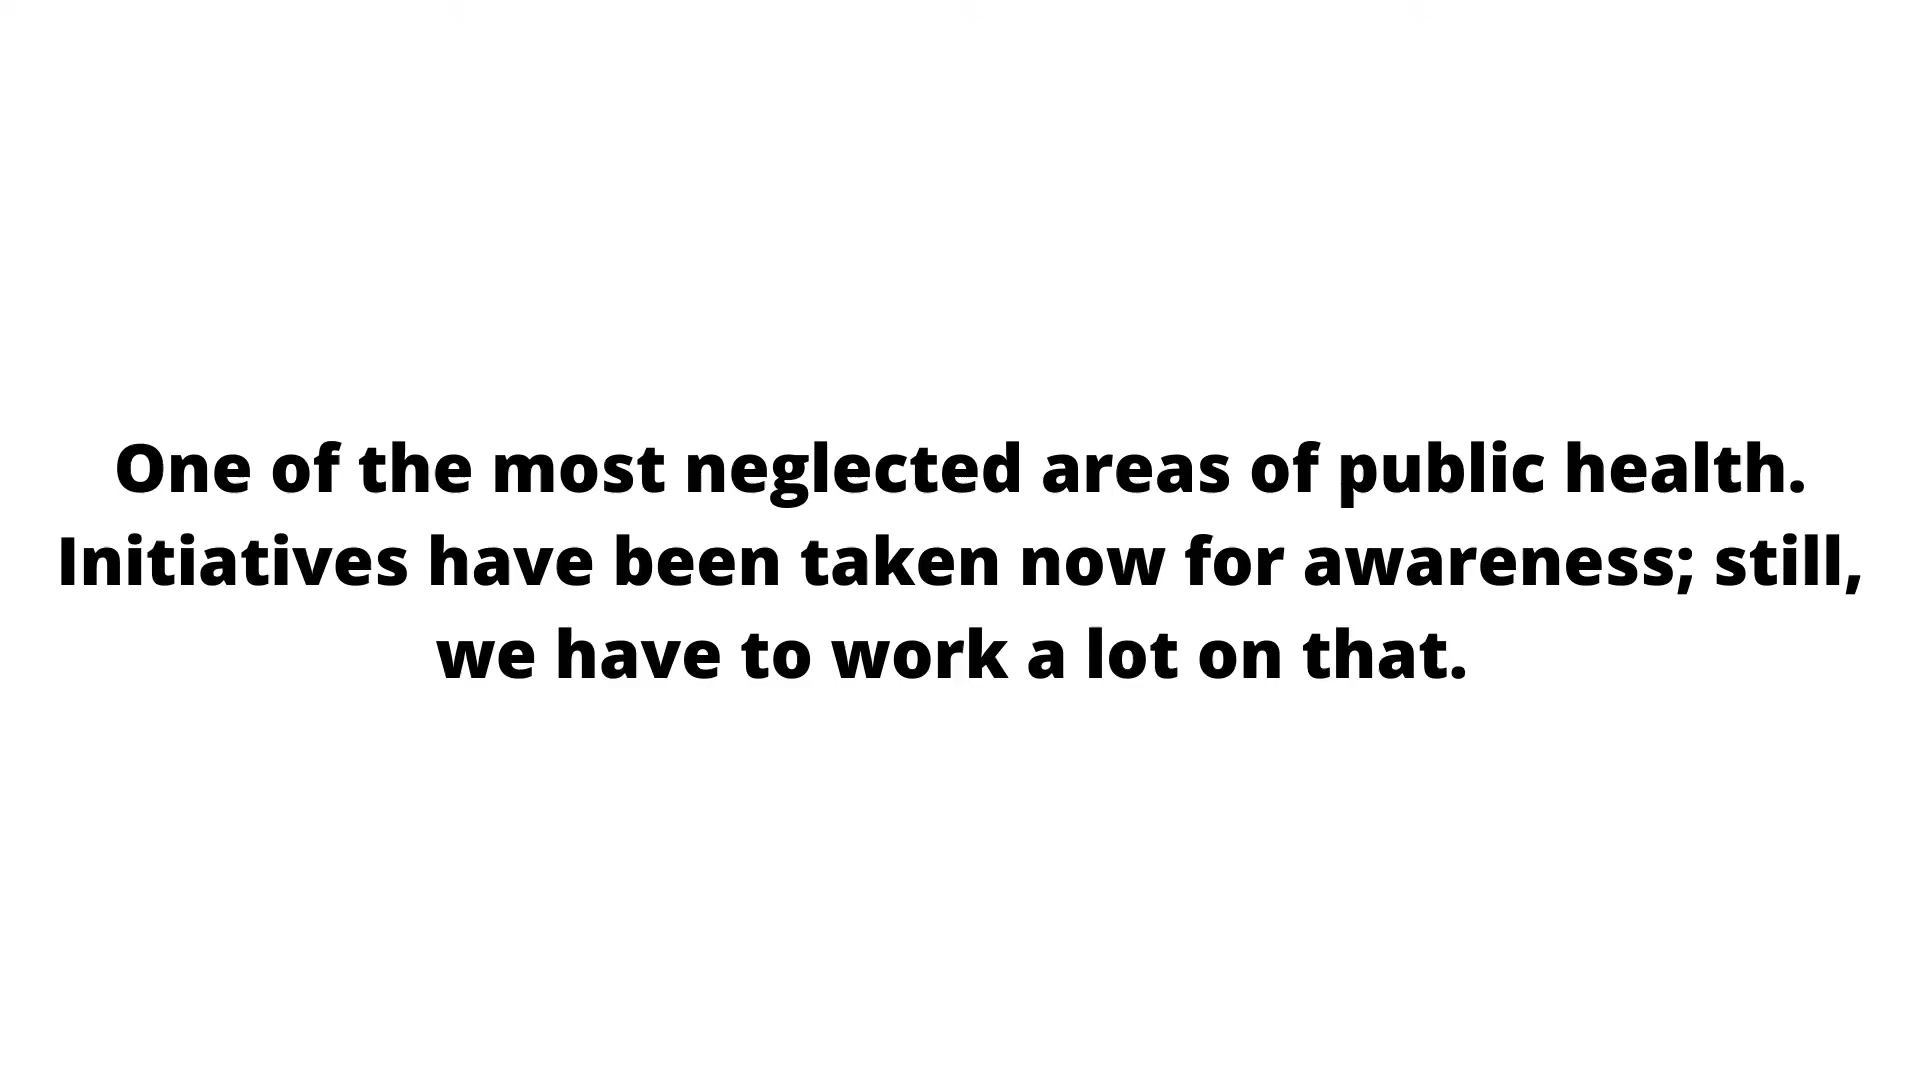 One of the most neglected areas of public health.
Initiatives have been taken now for awareness; still,
we have to work a lot on that.